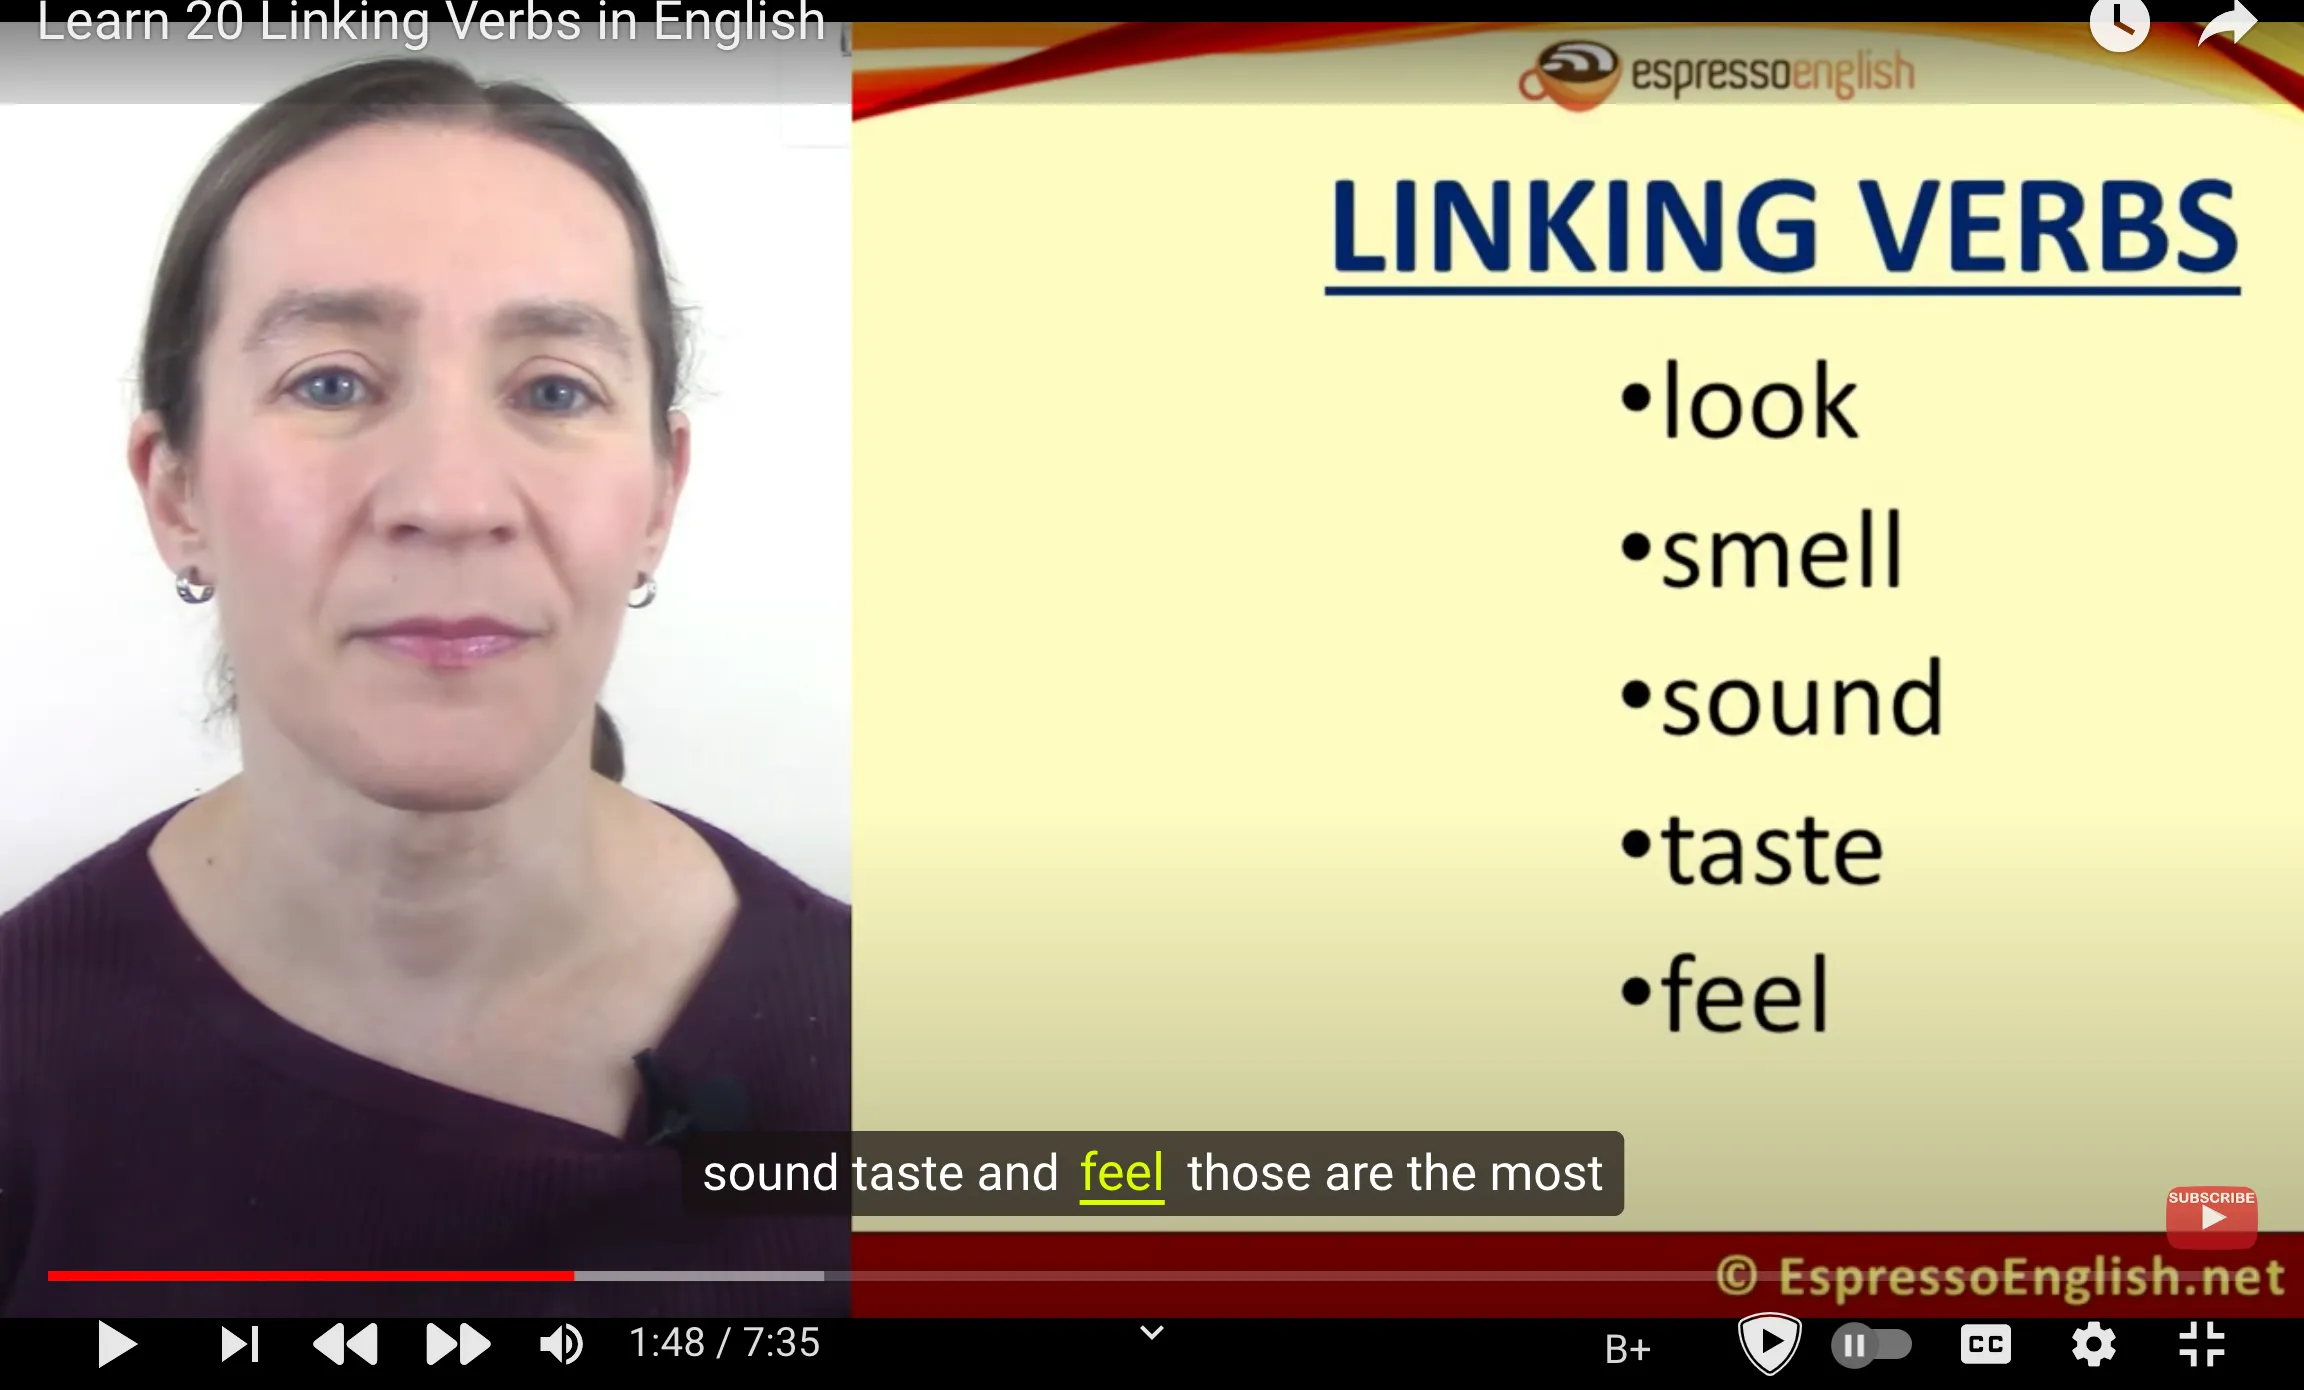 Learn 20 Linking Verbs in English
espressoenglish
LINKING VERBS
•look
•smell
•sound
•taste
•feel
sound taste and feel those are the most
SUBSCRIBE
© EspressoEnglish.net
1:48 / 7:35
B+
CC